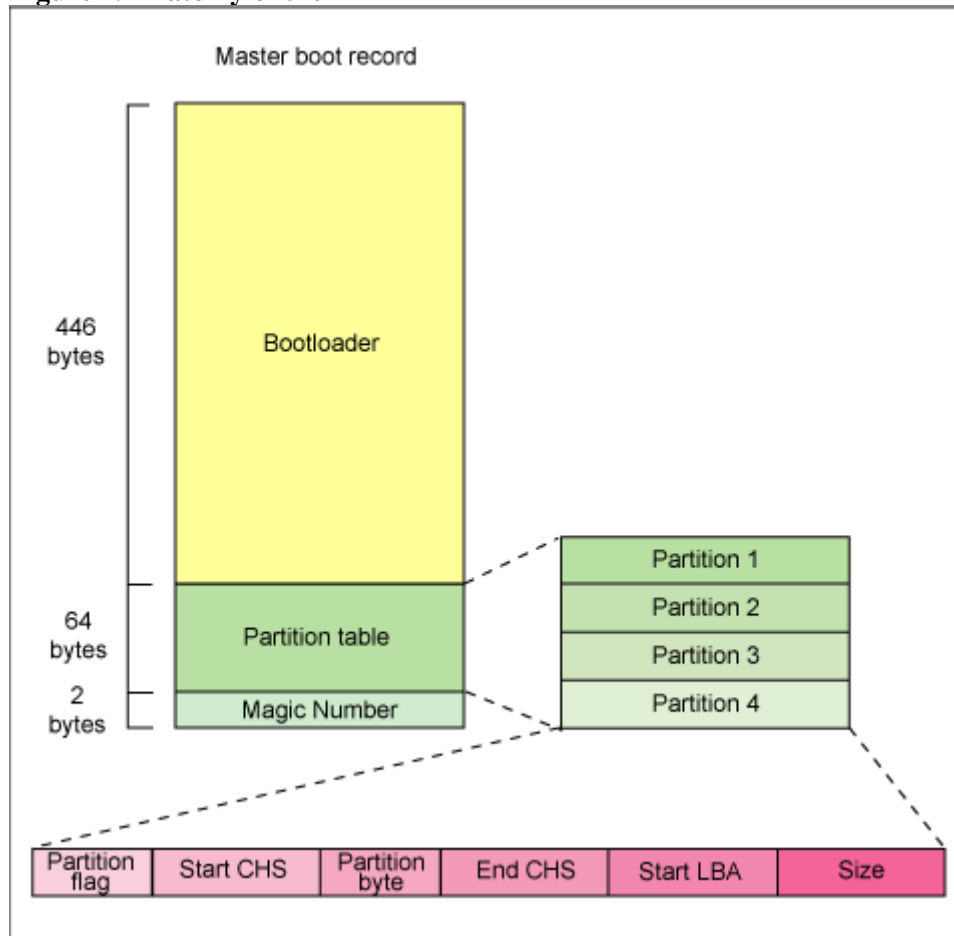 Master boot record
446
bytes
Bootloader
64
bytes
Partition table
2
bytes
Magic Number
Partition 1
Partition 2
Partition 3
Partition 4
Partition
flag
Start CHS
Partition
byte
End CHS
Start LBA
Size